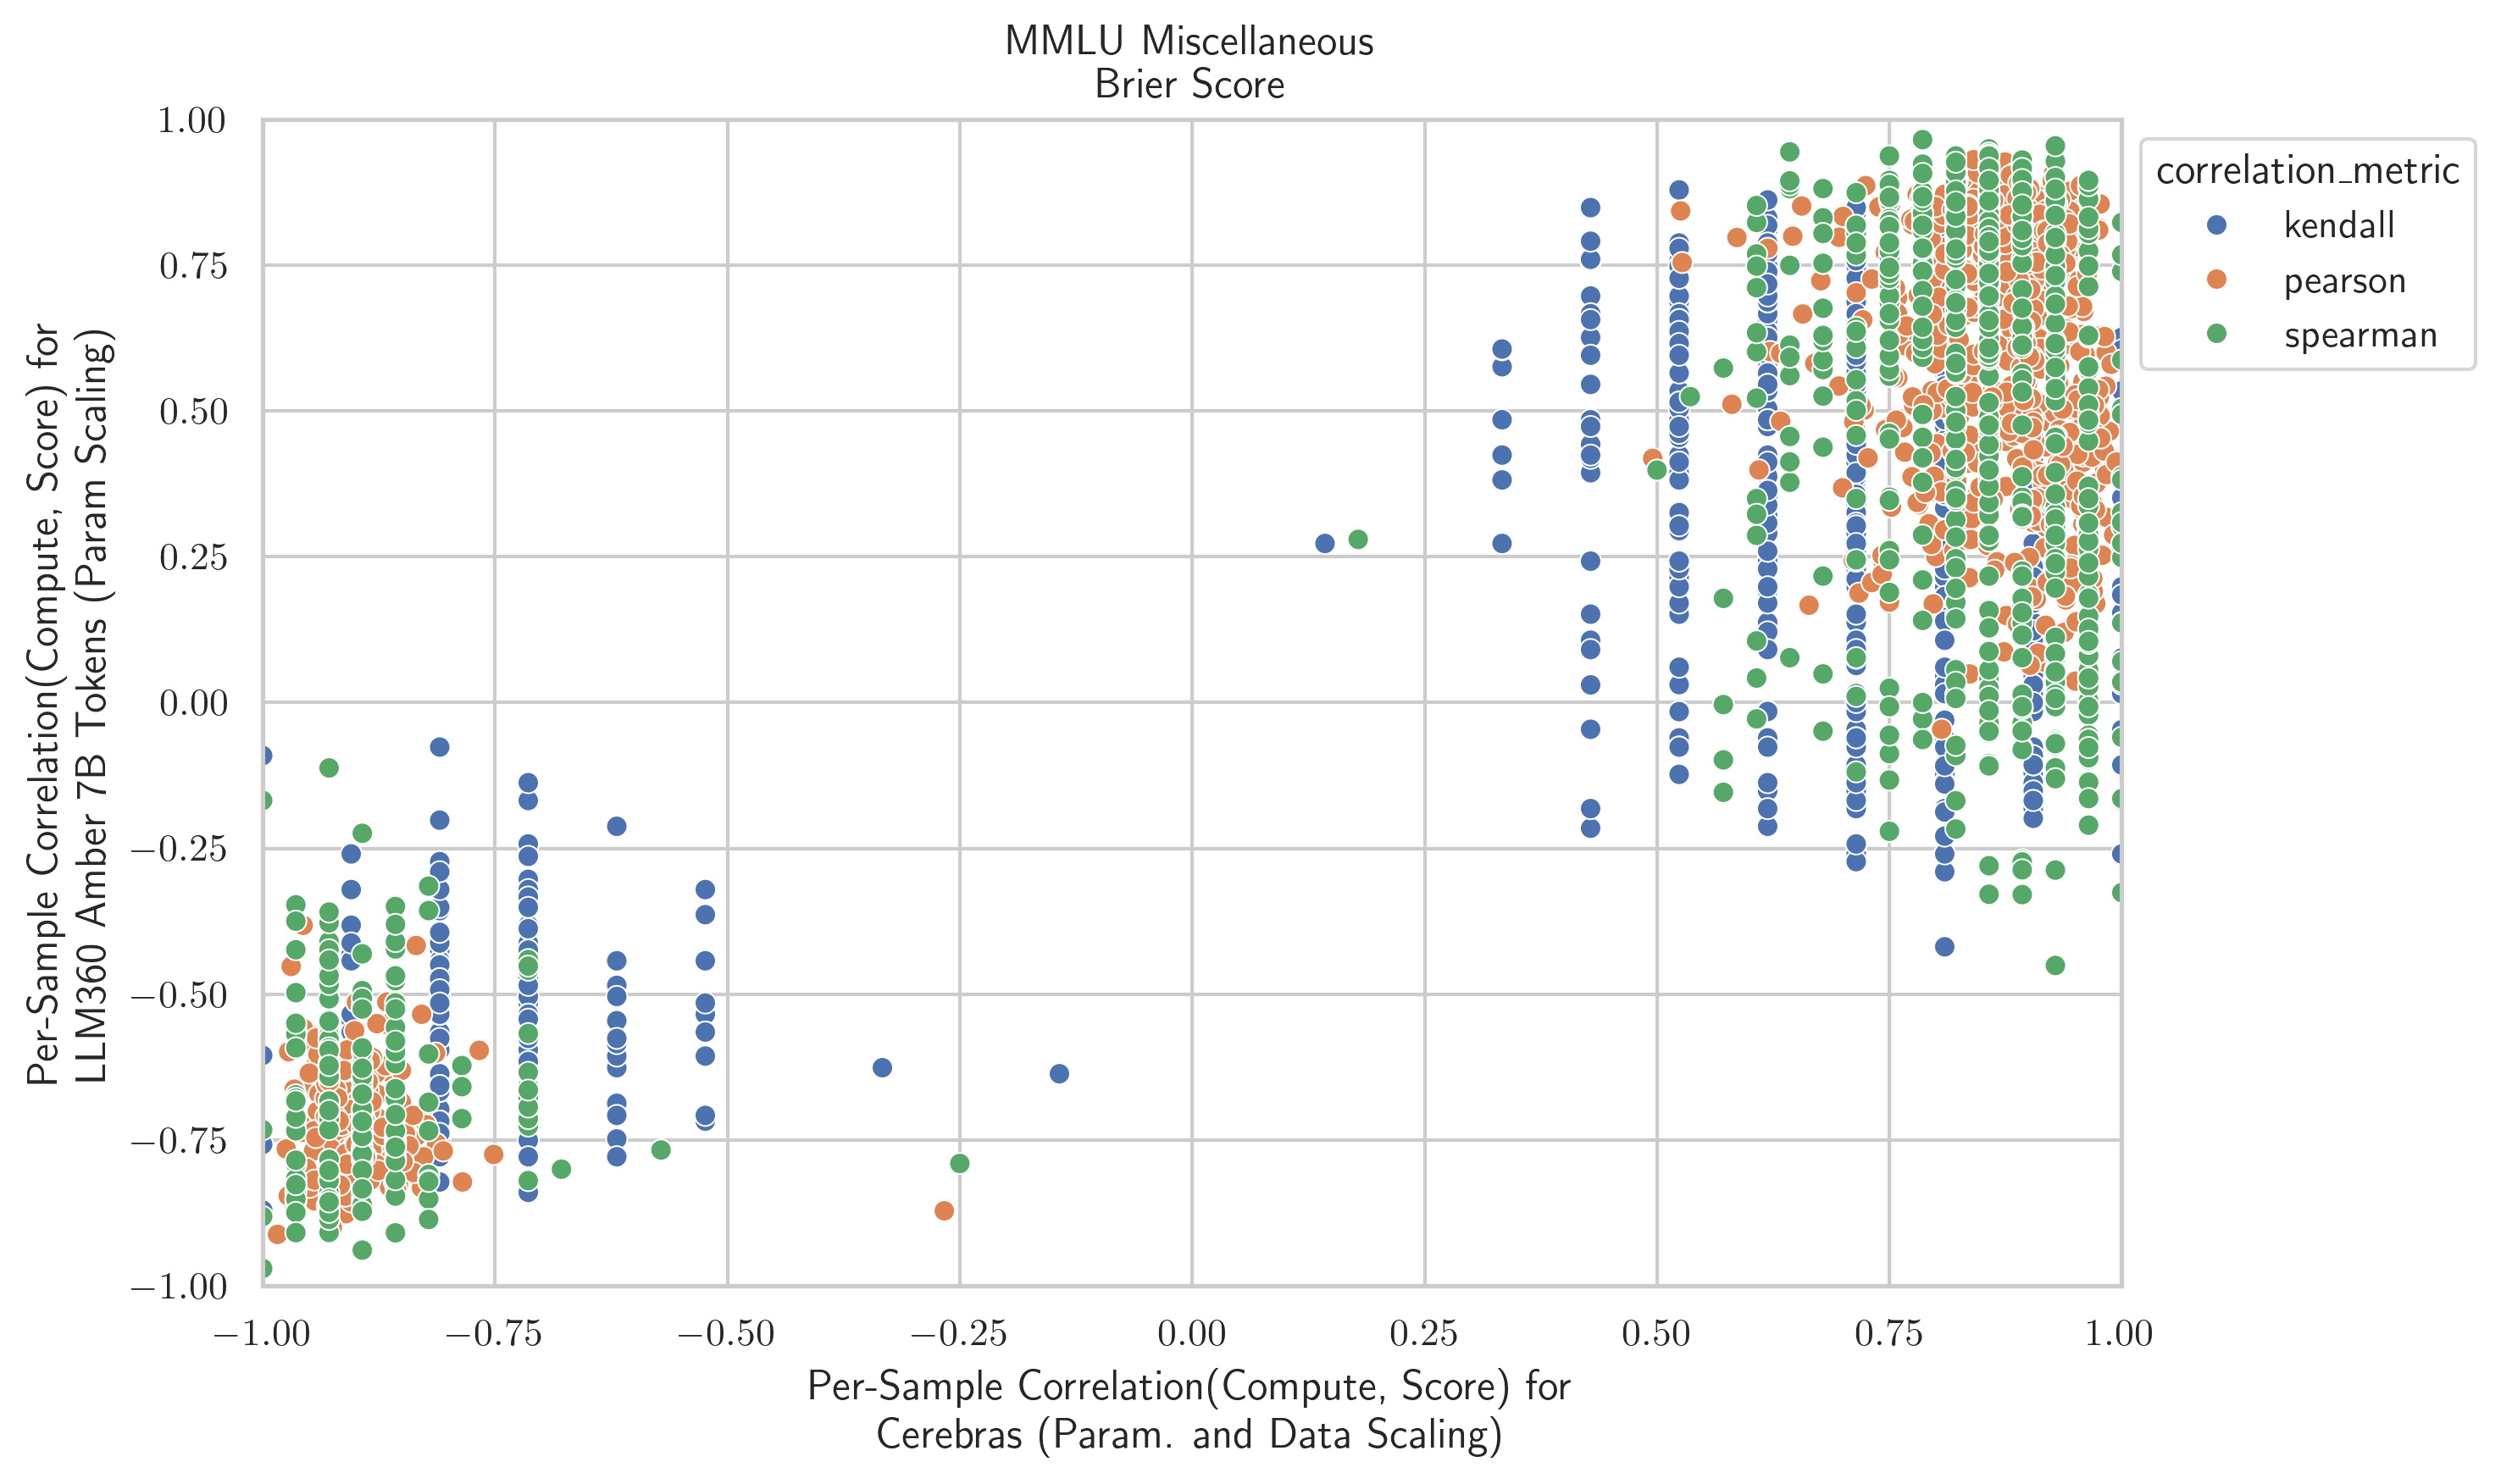 MMLU Miscellaneous
Brier Score
Per-Sample Correlation(Compute, Score) for
LLM360 Amber 7B Tokens (Param Scaling)
1.00
0.75
0.50
0.25
0.00
−0.25
−0.50
−0.75
−1.00
−1.00 −0.75 −0.50 −0.25 0.00 0.25 0.50 0.75 1.00
Per-Sample Correlation(Compute, Score) for
Cerebras (Param. and Data Scaling)
correlation_metric
kendall
pearson
spearman